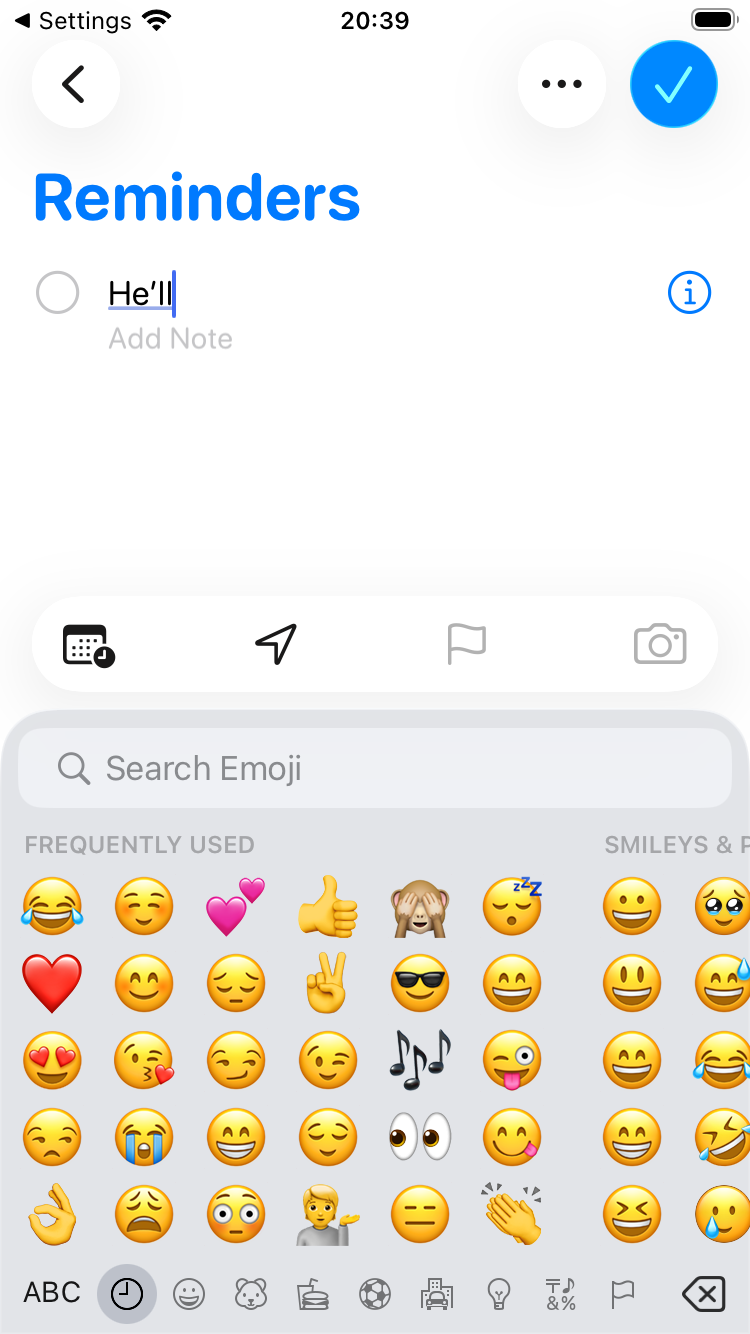 Settings
20:39
Reminders
He’ll
Add Note
Search Emoji
FREQUENTLY USED
SMILEYS & P
ABC